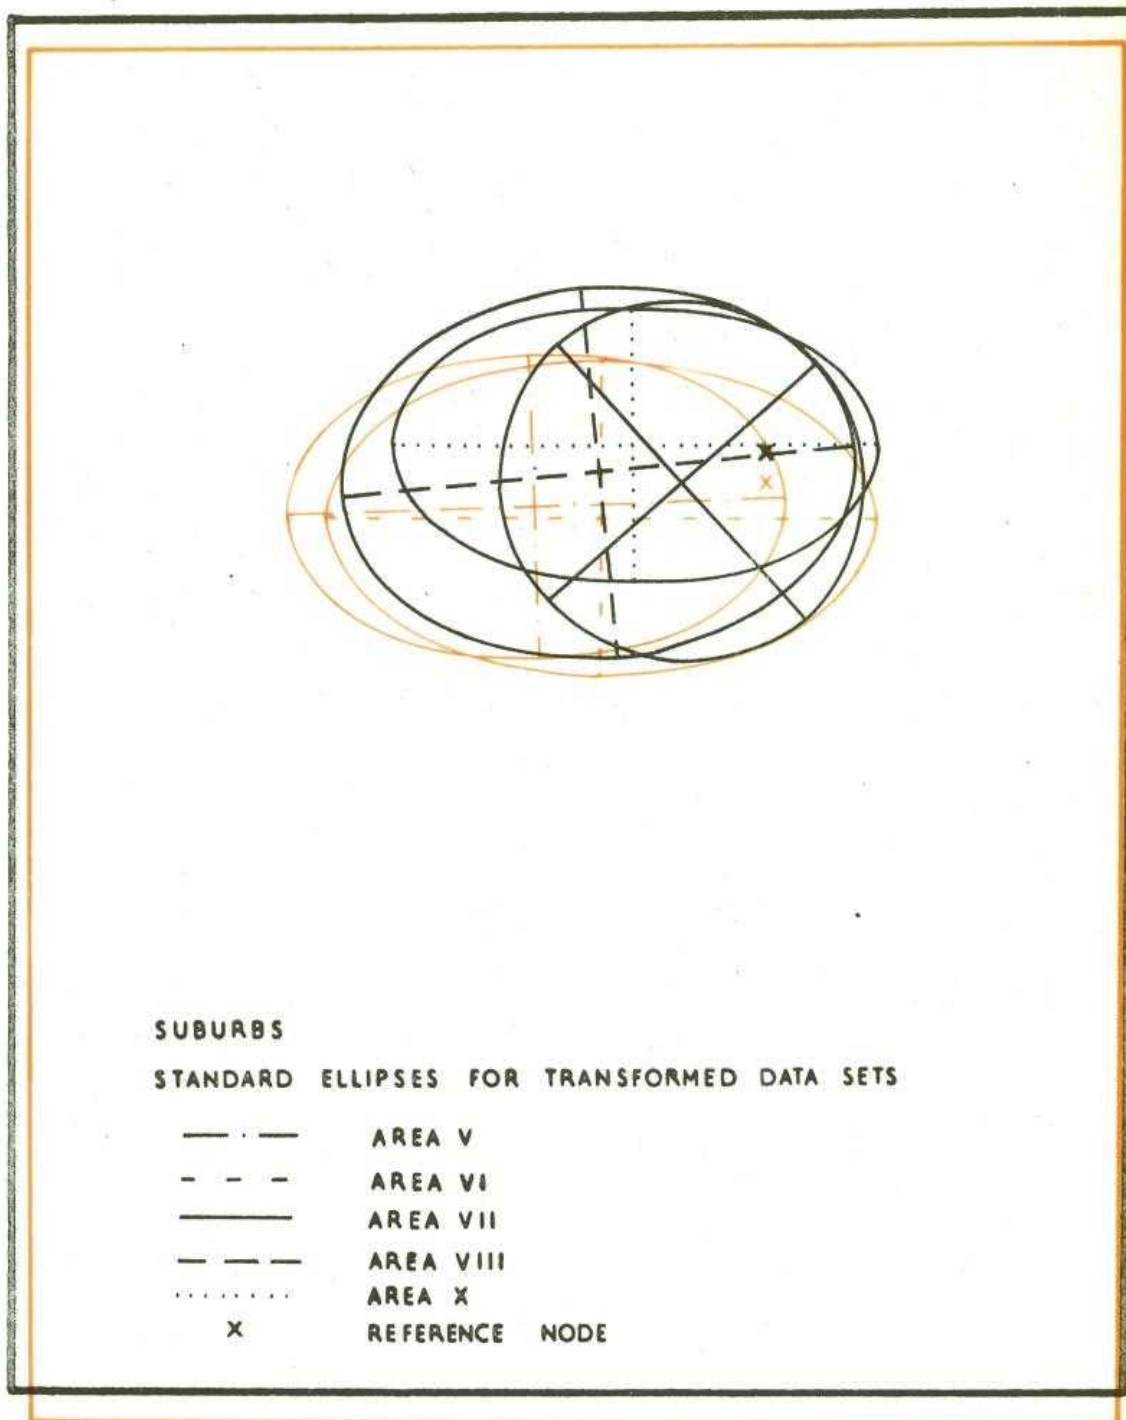 SUBURBS
STANDARD ELLIPSES FOR TRANSFORMED DATA SETS
AREA V
AREA VI
AREA VII
AREA VIII
AREA X
X REFERENCE NODE